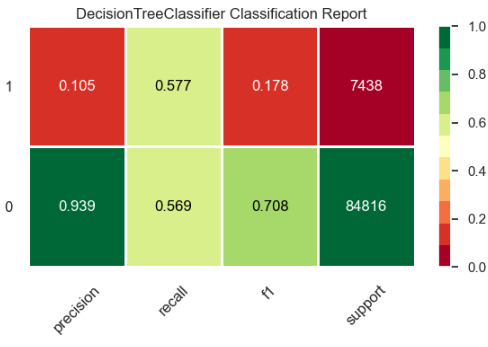 DecisionTreeClassifier Classification Report
1 0.105 0.577 0.178 7438
0 0.939 0.569 0.708 84816
precision recall f1 support
1.0
0.8
0.6
0.4
0.2
0.0